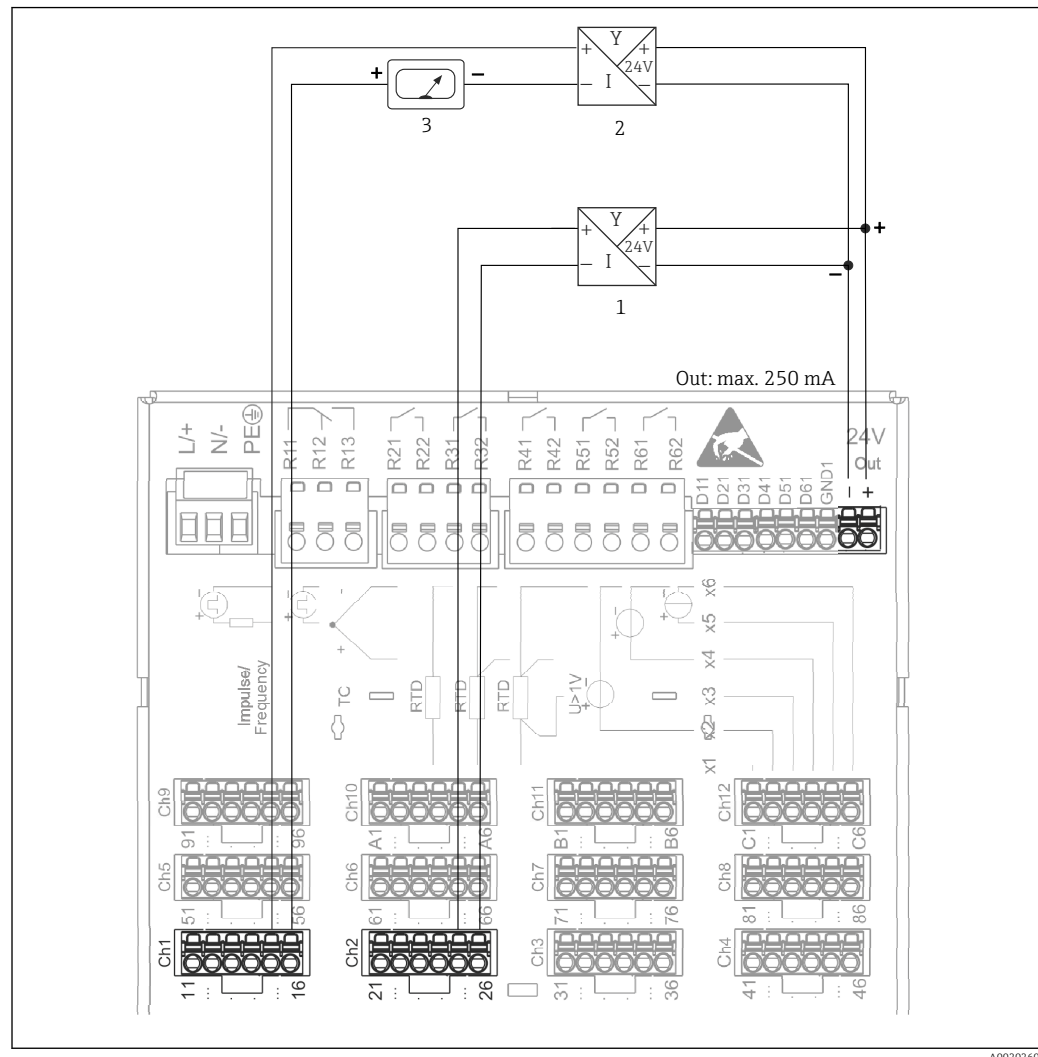 Y
+ +
24V
+ −
− I −
3
2
Y
+ +
24V
+
− I −
−
1
Out: max. 250 mA
L/+
N/-
PE
R11
R12
R13
R21
R22
R31
R32
R41
R42
R51
R52
R61
R62
24V
Out
D11
D21
D31
D41
D51
D61
GND1
−
+
Impulse/
Frequency
TC
RTD
RTD
RTD
U>1V
x6
x5
x4
x3
x2
x1
Ch9
91 ... . . ... 96
Ch10
A1 ... . . ... A6
Ch11
B1 ... . . ... B6
Ch12
C1 ... . . ... C6
Ch5
51 ... . . ... 56
Ch6
61 ... . . ... 66
Ch7
71 ... . . ... 76
Ch8
81 ... . . ... 86
Ch1
11 ... . . ... 16
Ch2
21 ... . . ... 26
Ch3
31 ... . . ... 36
Ch4
41 ... . . ... 46